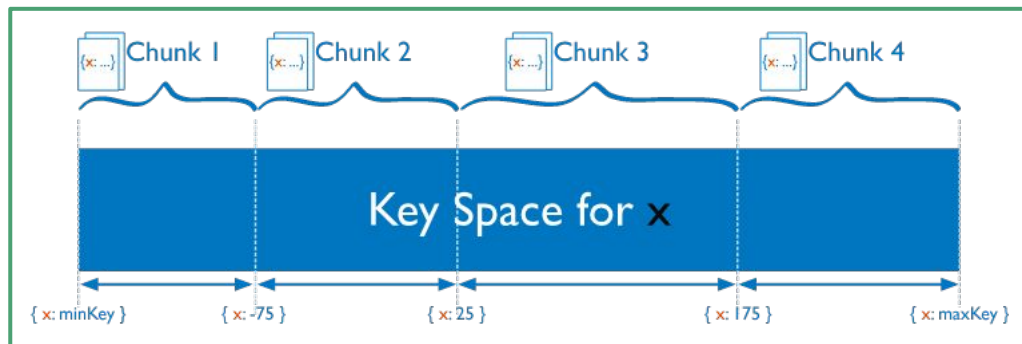 Chunk 1 Chunk 2 Chunk 3 Chunk 4
{x: ...} {x: ...} {x: ...} {x: ...}
Key Space for x
{ x: minKey } { x: -75 } { x: 25 } { x: 175 } { x: maxKey }